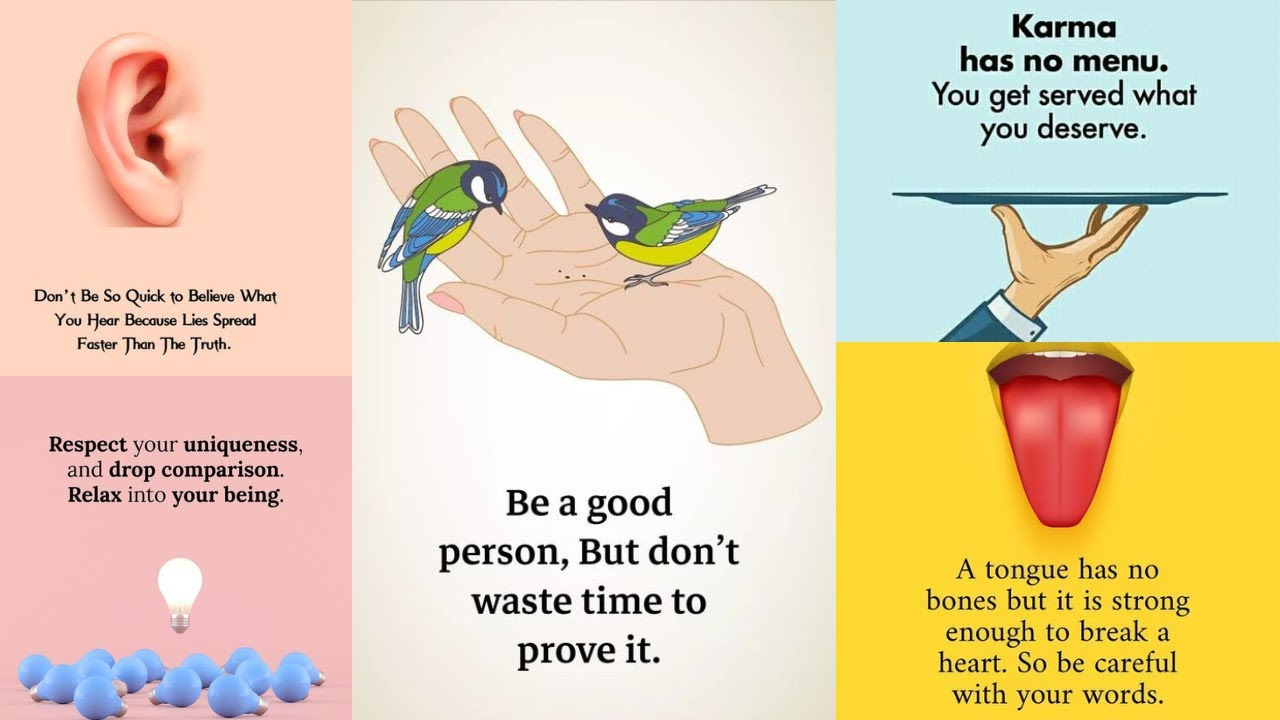 Don't Be So Quick to Believe What
You Hear Because Lies Spread
Faster Than The Truth.
Respect your uniqueness,
and drop comparison.
Relax into your being.
Be a good
person, But don't
waste time to
prove it.
Karma
has no menu.
You get served what
you deserve.
A tongue has no
bones but it is strong
enough to break a
heart. So be careful
with your words.